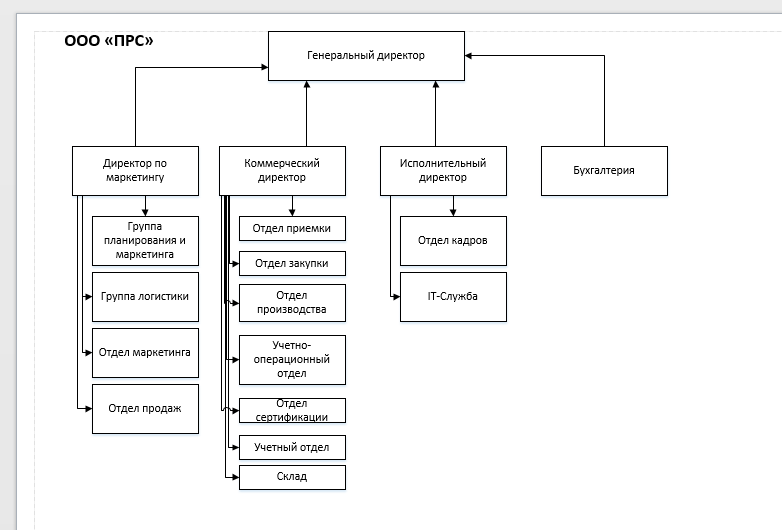 ООО «ПРС»
Генеральный директор
Директор по
маркетингу
Коммерческий
директор
Исполнительный
директор
Бухгалтерия
Группа
планирования и
маркетинга
Группа логистики
Отдел маркетинга
Отдел продаж
Отдел приемки
Отдел закупки
Отдел
производства
Учетно-
операционный
отдел
Отдел
сертификации
Учетный отдел
Склад
Отдел кадров
IT-Служба